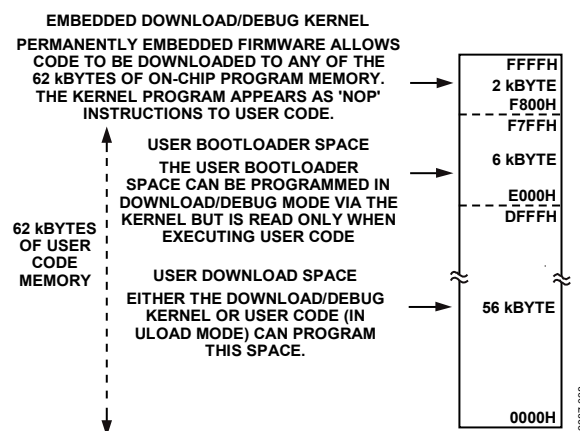 EMBEDDED DOWNLOAD/DEBUG KERNEL
PERMANENTLY EMBEDDED FIRMWARE ALLOWS
CODE TO BE DOWNLOADED TO ANY OF THE
62 kBYTES OF ON-CHIP PROGRAM MEMORY.
THE KERNEL PROGRAM APPEARS AS 'NOP'
INSTRUCTIONS TO USER CODE.
FFFFH
2 kBYTE
F800H
F7FFH
USER BOOTLOADER SPACE
THE USER BOOTLOADER
SPACE CAN BE PROGRAMMED IN
DOWNLOAD/DEBUG MODE VIA THE
KERNEL BUT IS READ ONLY WHEN
EXECUTING USER CODE
6 kBYTE
E000H
DFFFH
62 kBYTES
OF USER
CODE
MEMORY
USER DOWNLOAD SPACE
EITHER THE DOWNLOAD/DEBUG
KERNEL OR USER CODE (IN
ULOAD MODE) CAN PROGRAM
THIS SPACE.
56 kBYTE
0000H